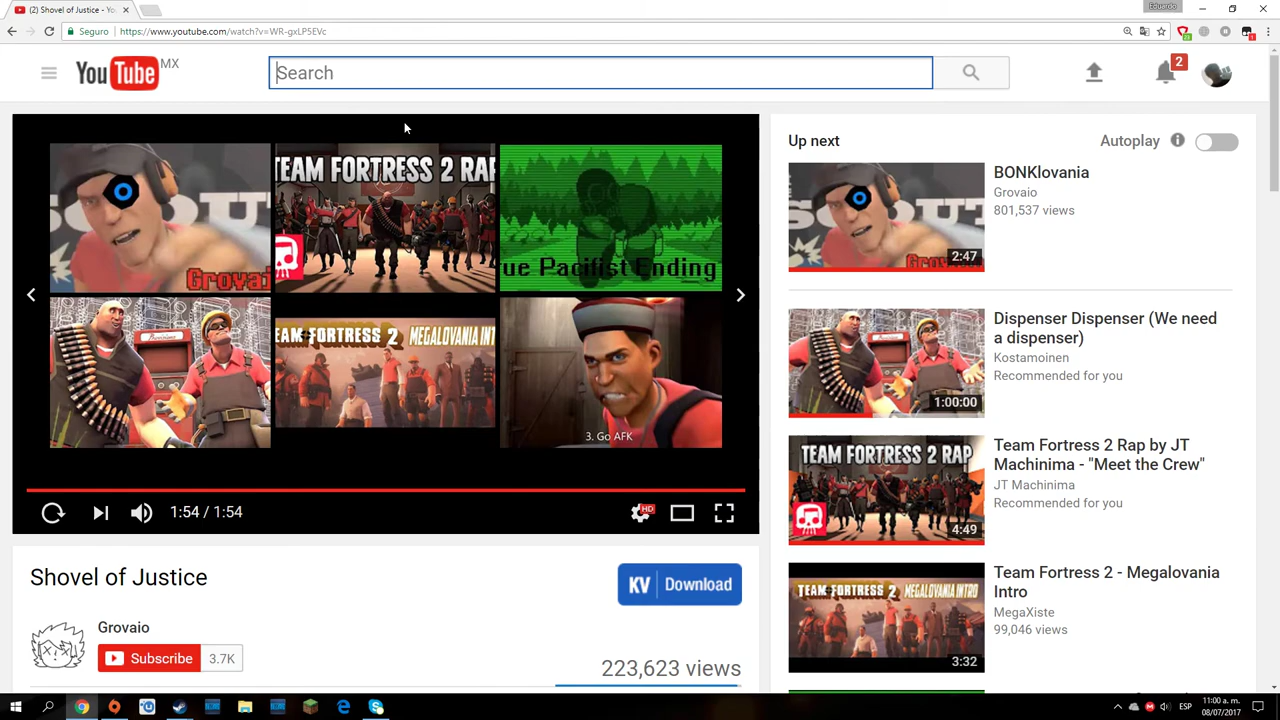 (2) Shovel of Justice - You
Eduardo
Seguro
https://www.youtube.com/watch?v=WR-gxLP5EVc
YouTube MX
Search
2
Grovai
TEAM FORTRESS 2 RAP
ue Pacifist Ending
TEAM FORTRESS 2 MEGALOVANIA INTRO
3. Go AFK
1:54 / 1:54
HD
Shovel of Justice
KV Download
Grovaio
Subscribe 3.7K
223,623 views
Up next
Autoplay
Grovai
2:47
BONKlovania
Grovaio
801,537 views
1:00:00
Dispenser Dispenser (We need
a dispenser)
Kostamoinen
Recommended for you
TEAM FORTRESS 2 RAP
4:49
Team Fortress 2 Rap by JT
Machinima - "Meet the Crew"
JT Machinima
Recommended for you
TEAM FORTRESS 2 MEGALOVANIA INTRO
3:32
Team Fortress 2 - Megalovania
Intro
MegaXiste
99,046 views
ESP
11:00 a. m.
08/07/2017